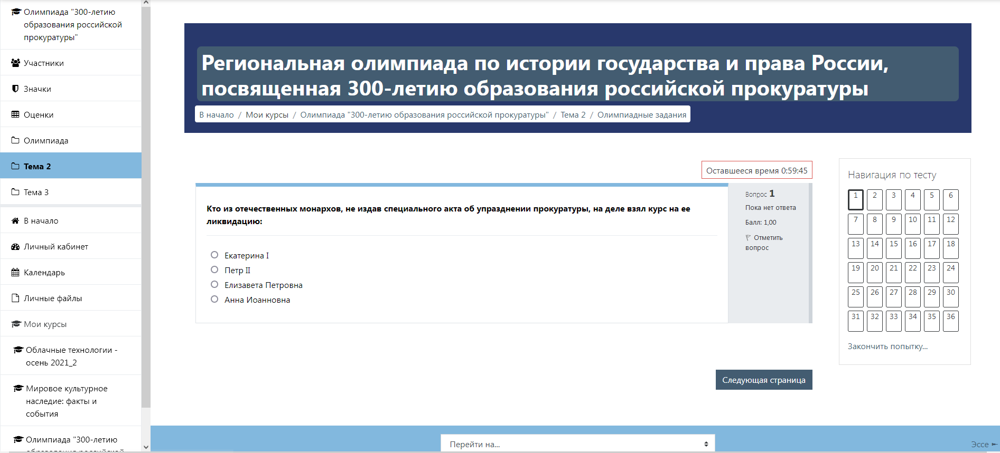 Олимпиада "300-летию
образования российской
прокуратуры"
Участники
Значки
Оценки
Олимпиада
Тема 2
Тема 3
В начало
Личный кабинет
Календарь
Личные файлы
Мои курсы
Облачные технологии -
осень 2021_2
Мировое культурное
наследие: факты и
события
Олимпиада "300-летию
образования российской
Региональная олимпиада по истории государства и права России,
посвященная 300-летию образования российской прокуратуры
В начало / Мои курсы / Олимпиада "300-летию образования российской прокуратуры" / Тема 2 / Олимпиадные задания
Оставшееся время 0:59:45
Кто из отечественных монархов, не издав специального акта об упразднении прокуратуры, на деле взял курс на ее
ликвидацию:
Екатерина I
Петр II
Елизавета Петровна
Анна Иоанновна
Вопрос 1
Пока нет ответа
Балл: 1,00
Отметить
вопрос
Следующая страница
Навигация по тесту
1 2 3 4 5 6
7 8 9 10 11 12
13 14 15 16 17 18
19 20 21 22 23 24
25 26 27 28 29 30
31 32 33 34 35 36
Закончить попытку...
Перейти на...
Эссе